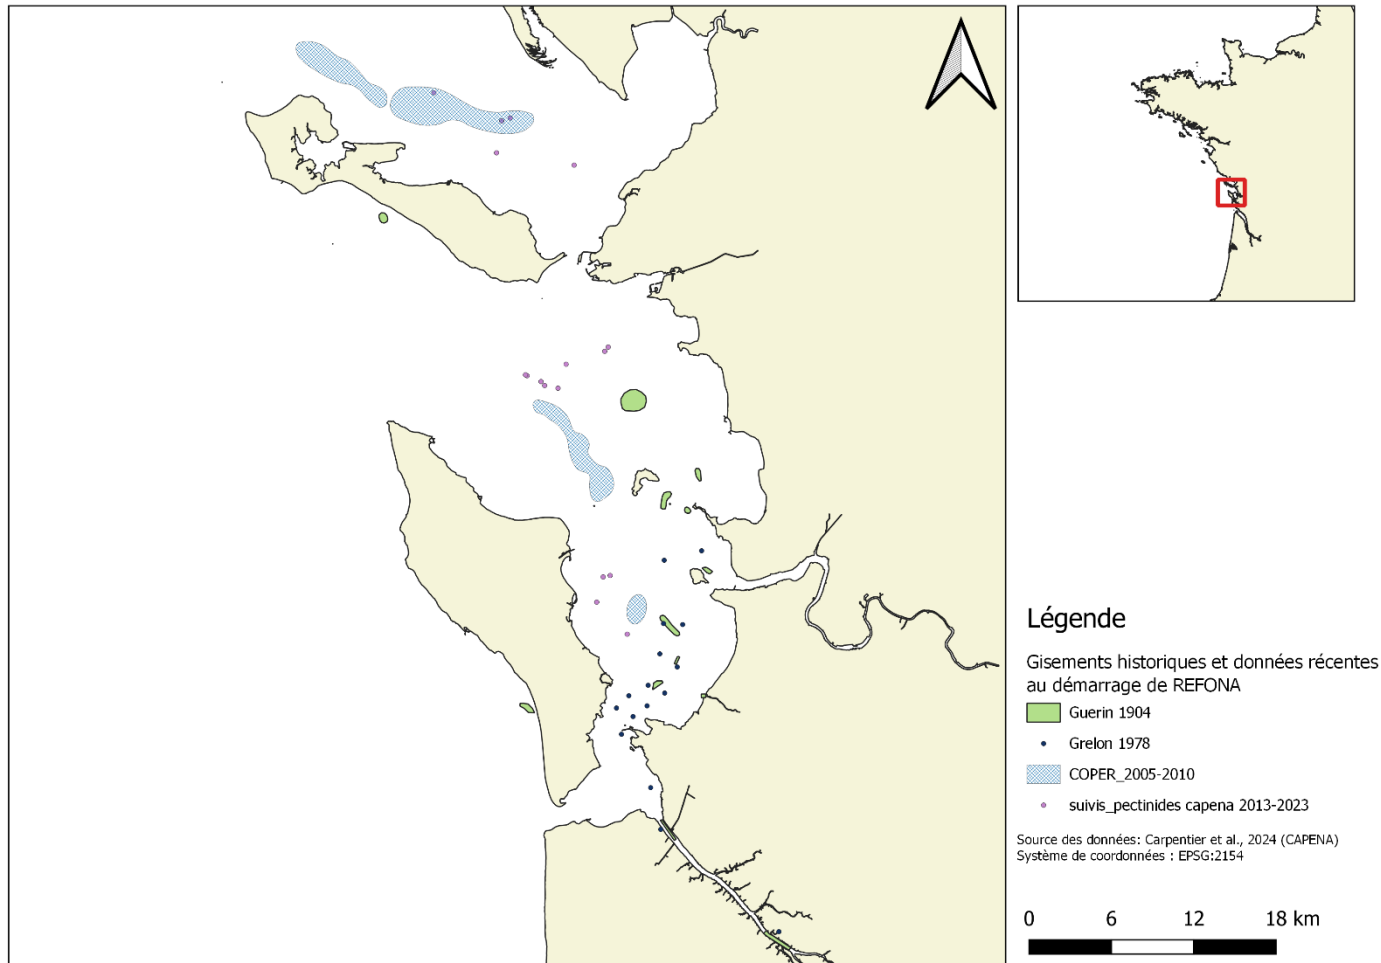 Légende
Gisements historiques et données récentes
au démarrage de REFONA
Guerin 1904
Grelon 1978
COPER_2005-2010
suivis_pectinides capena 2013-2023
Source des données: Carpentier et al., 2024 (CAPENA)
Système de coordonnées : EPSG:2154
0 6 12 18 km